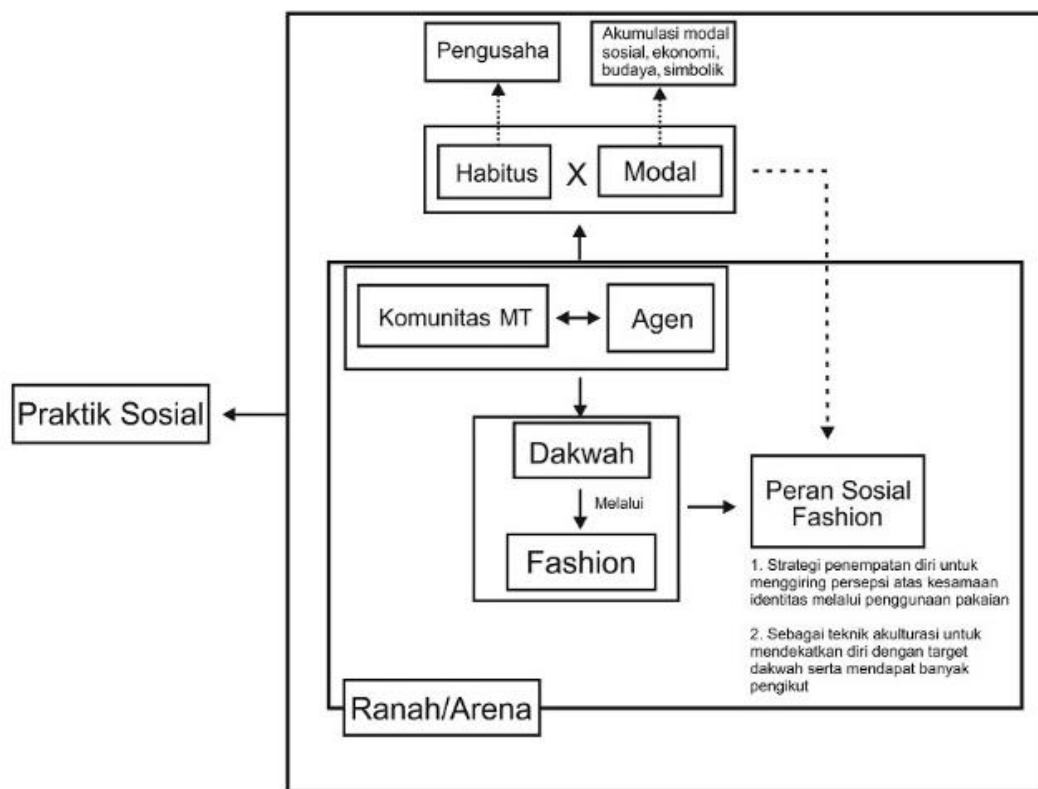 Pengusaha
Akumulasi modal
sosial, ekonomi,
budaya, simbolik
Habitus
X
Modal
Komunitas MT
Agen
Praktik Sosial
Dakwah
Melalui
Fashion
Peran Sosial
Fashion
1. Strategi penempatan diri untuk
menggiring persepsi atas kesamaan
identitas melalui penggunaan pakaian
2. Sebagai teknik akulturasi untuk
mendekatkan diri dengan target
dakwah serta mendapat banyak
pengikut
Ranah/Arena